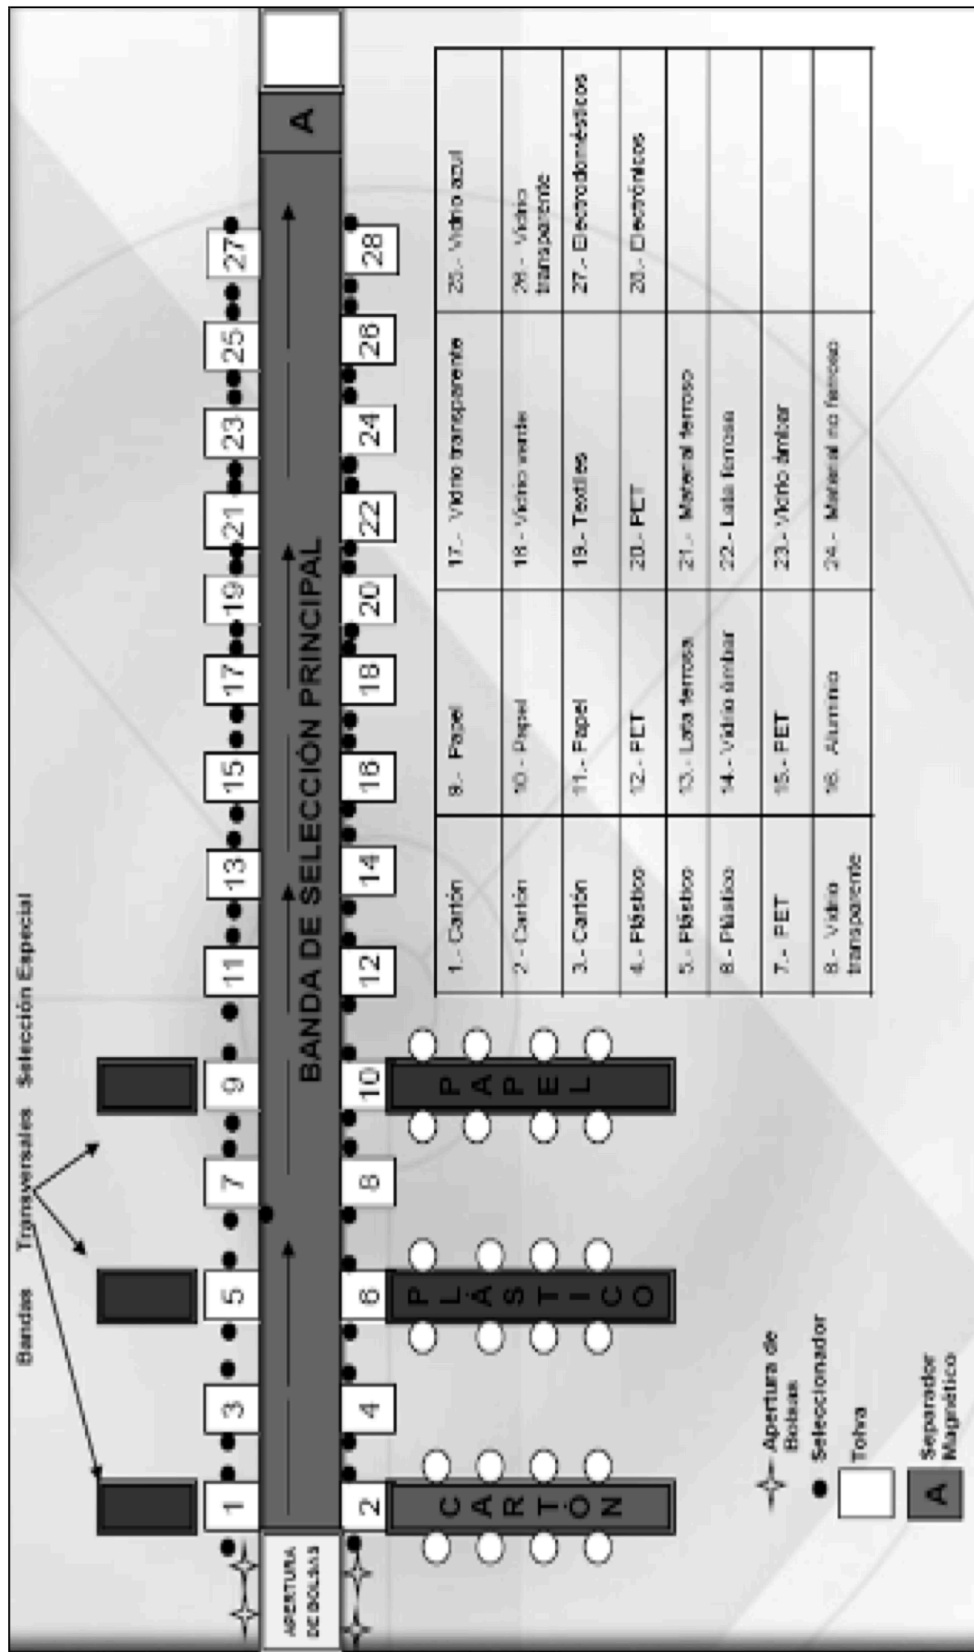 Bandas Transversales Selección Especial
1 3 5 7 9 11 13 15 17 19 21 23 25 27
APERTURA
DE BOLSAS
BANDA DE SELECCIÓN PRINCIPAL
A
2 4 6 8 10 12 14 16 18 20 22 24 26 28
CARTÓN
PLÁSTICO
PAPEL
1.- Cartón
9.- Papel
17.- Vidrio transparente
25.- Vidrio azul
2.- Cartón
10.- Papel
18.- Vidrio verde
26.- Vidrio
transparente
3.- Cartón
11.- Papel
19.- Textiles
27.- Electrodomésticos
4.- Plástico
12.- PET
20.- PET
28.- Electrónicos
5.- Plástico
13.- Lata ferrosa
21.- Material ferroso
6.- Plástico
14.- Vidrio ámbar
22.- Lata ferrosa
7.- PET
15.- PET
23.- Vidrio ámbar
8.- Vidrio
transparente
16. Aluminio
24.- Material no ferroso
Apertura de
Bolsas
Seleccionador
Tolva
A
Separador
Magnético